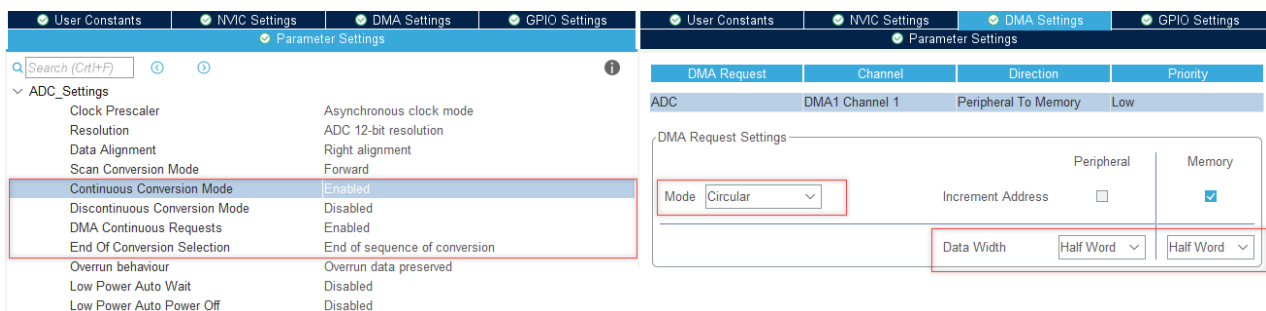 User Constants NVIC Settings DMA Settings GPIO Settings
Parameter Settings
Search (Crtl+F)
ADC_Settings
Clock Prescaler Asynchronous clock mode
Resolution ADC 12-bit resolution
Data Alignment Right alignment
Scan Conversion Mode Forward
Continuous Conversion Mode Enabled
Discontinuous Conversion Mode Disabled
DMA Continuous Requests Enabled
End Of Conversion Selection End of sequence of conversion
Overrun behaviour Overrun data preserved
Low Power Auto Wait Disabled
Low Power Auto Power Off Disabled
User Constants NVIC Settings DMA Settings GPIO Settings
Parameter Settings
DMA Request Channel Direction Priority
ADC DMA1 Channel 1 Peripheral To Memory Low
DMA Request Settings
Peripheral Memory
Mode Circular Increment Address
Data Width Half Word Half Word